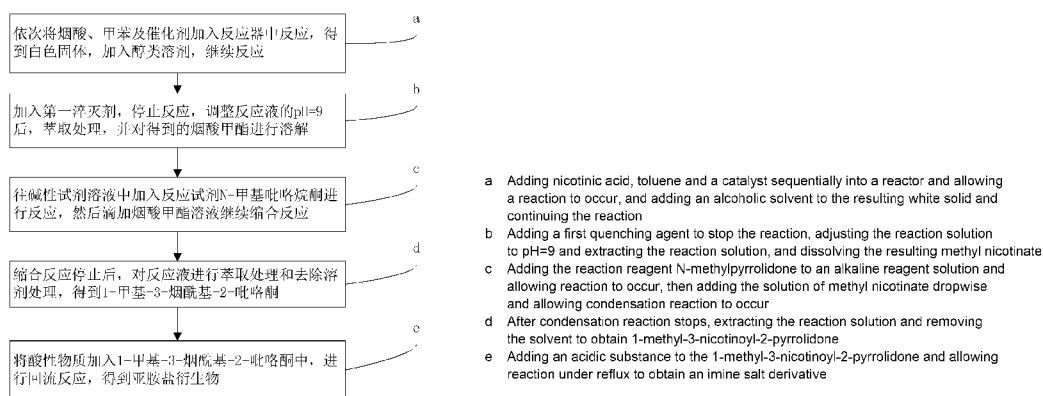 a
依次将烟酸、甲苯及催化剂加入反应器中反应，得
到白色固体，加入醇类溶剂，继续反应
b
加入第一淬灭剂，停止反应，调整反应液的pH=9
后，萃取处理，并对得到的烟酸甲酯进行溶解
c
往碱性试剂溶液中加入反应试剂N-甲基吡咯烷酮进
行反应，然后滴加烟酸甲酯溶液继续缩合反应
d
缩合反应停止后，对反应液进行萃取处理和去除溶
剂处理，得到1-甲基-3-烟酰基-2-吡咯酮
e
将酸性物质加入1-甲基-3-烟酰基-2-吡咯酮中，进
行回流反应，得到亚胺盐衍生物
a Adding nicotinic acid, toluene and a catalyst sequentially into a reactor and allowing
a reaction to occur, and adding an alcoholic solvent to the resulting white solid and
continuing the reaction
b Adding a first quenching agent to stop the reaction, adjusting the reaction solution
to pH=9 and extracting the reaction solution, and dissolving the resulting methyl nicotinate
c Adding the reaction reagent N-methylpyrrolidone to an alkaline reagent solution and
allowing reaction to occur, then adding the solution of methyl nicotinate dropwise
and allowing condensation reaction to occur
d After condensation reaction stops, extracting the reaction solution and removing
the solvent to obtain 1-methyl-3-nicotinoyl-2-pyrrolidone
e Adding an acidic substance to the 1-methyl-3-nicotinoyl-2-pyrrolidone and allowing
reaction under reflux to obtain an imine salt derivative